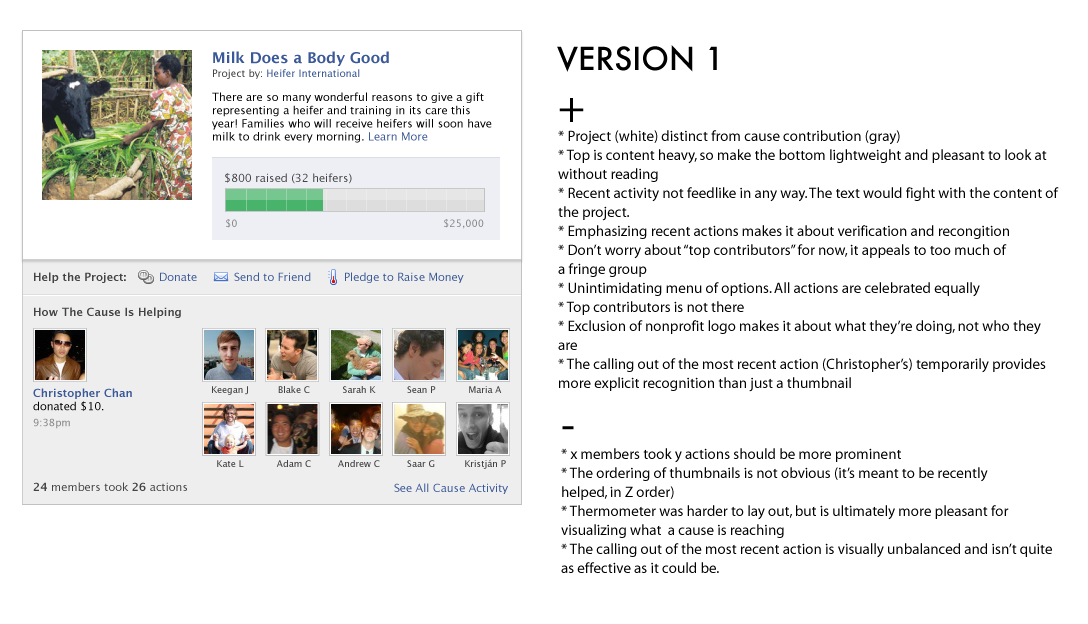 Milk Does a Body Good
Project by: Heifer International
There are so many wonderful reasons to give a gift
representing a heifer and training in its care this
year! Families who will receive heifers will soon have
milk to drink every morning. Learn More
$800 raised (32 heifers)
$0 $25,000
Help the Project: Donate Send to Friend Pledge to Raise Money
How The Cause Is Helping
Christopher Chan
donated $10.
9:38pm
Keegan J Blake C Sarah K Sean P Maria A
Kate L Adam C Andrew C Saar G Kristján P
24 members took 26 actions
See All Cause Activity
VERSION 1
+
* Project (white) distinct from cause contribution (gray)
* Top is content heavy, so make the bottom lightweight and pleasant to look at
without reading
* Recent activity not feedlike in any way. The text would fight with the content of
the project.
* Emphasizing recent actions makes it about verification and recongition
* Don't worry about "top contributors" for now, it appeals to too much of
a fringe group
* Unintimidating menu of options. All actions are celebrated equally
* Top contributors is not there
* Exclusion of nonprofit logo makes it about what they're doing, not who they
are
* The calling out of the most recent action (Christopher's) temporarily provides
more explicit recognition than just a thumbnail
-
* x members took y actions should be more prominent
* The ordering of thumbnails is not obvious (it's meant to be recently
helped, in Z order)
* Thermometer was harder to lay out, but is ultimately more pleasant for
visualizing what a cause is reaching
* The calling out of the most recent action is visually unbalanced and isn't quite
as effective as it could be.